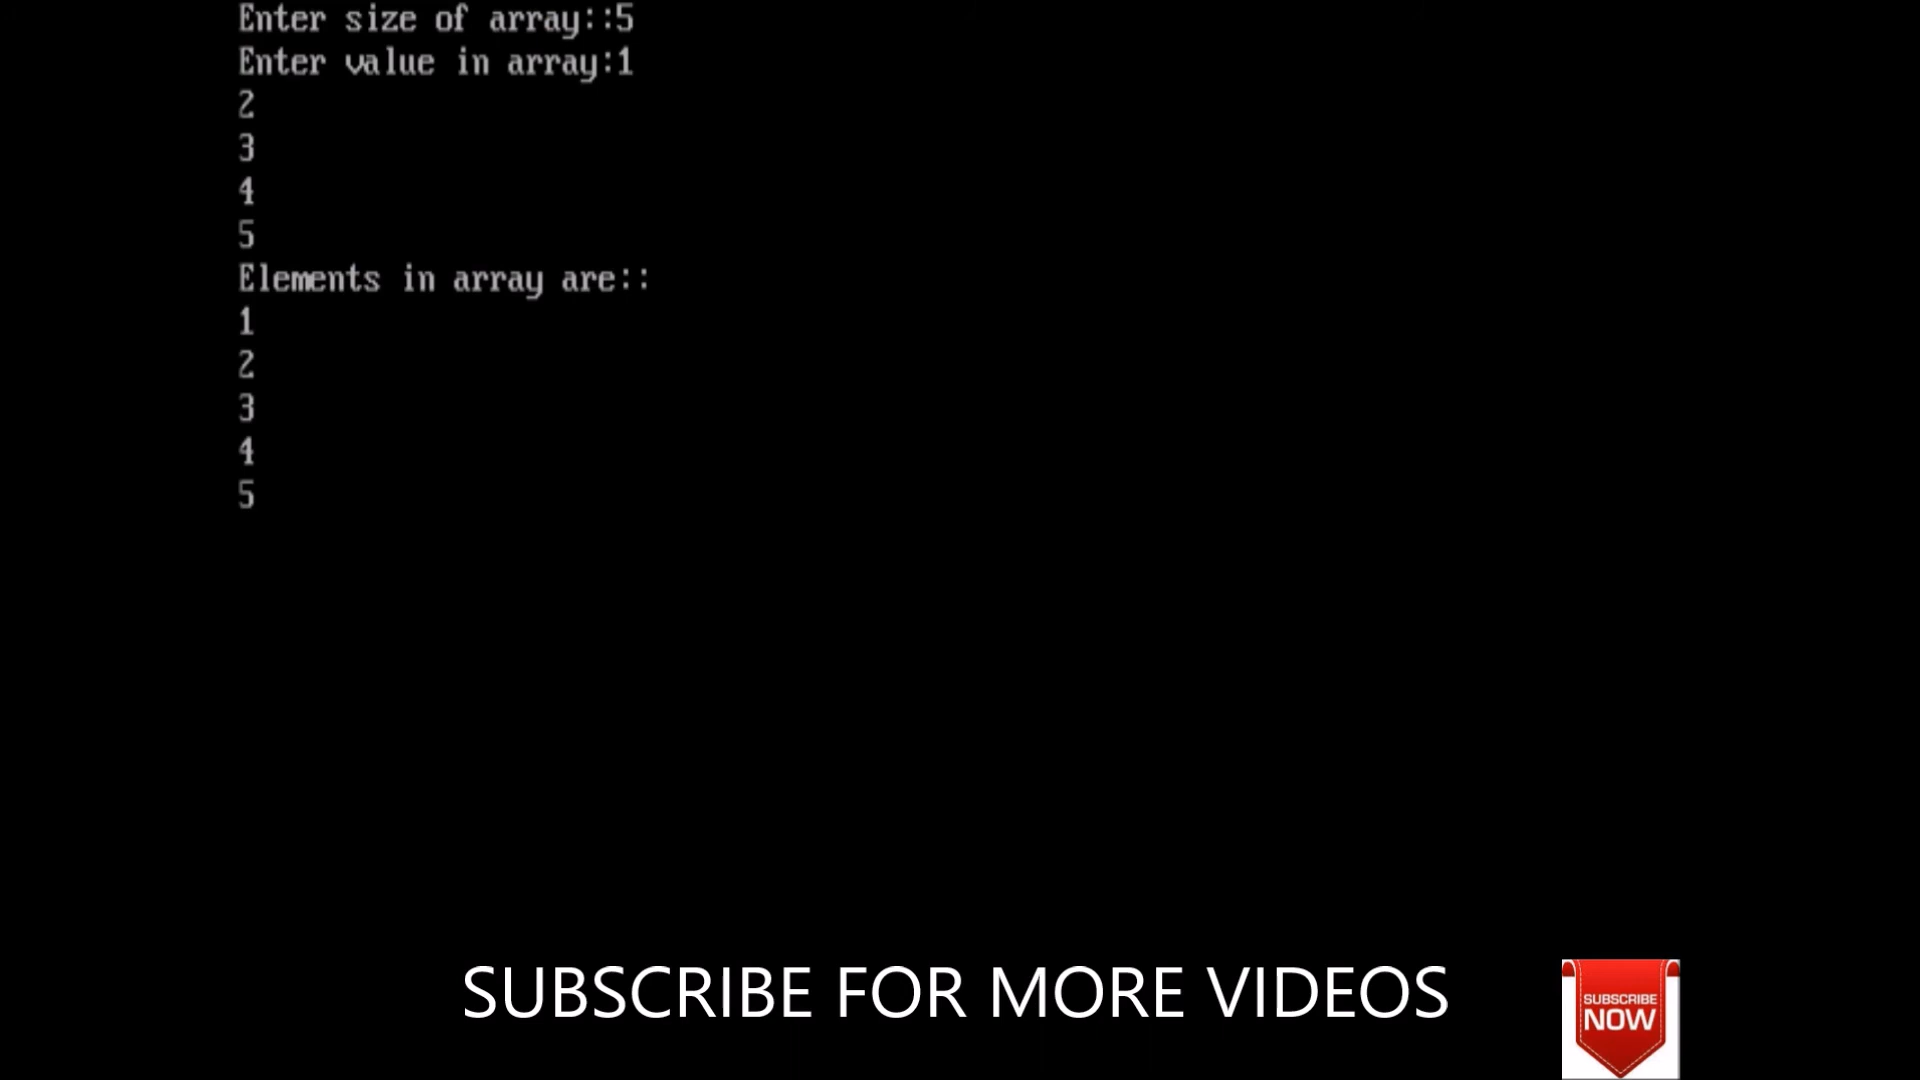 Enter size of array::5
Enter value in array:1
2
3
4
5
Elements in array are::
1
2
3
4
5
SUBSCRIBE FOR MORE VIDEOS
SUBSCRIBE
NOW